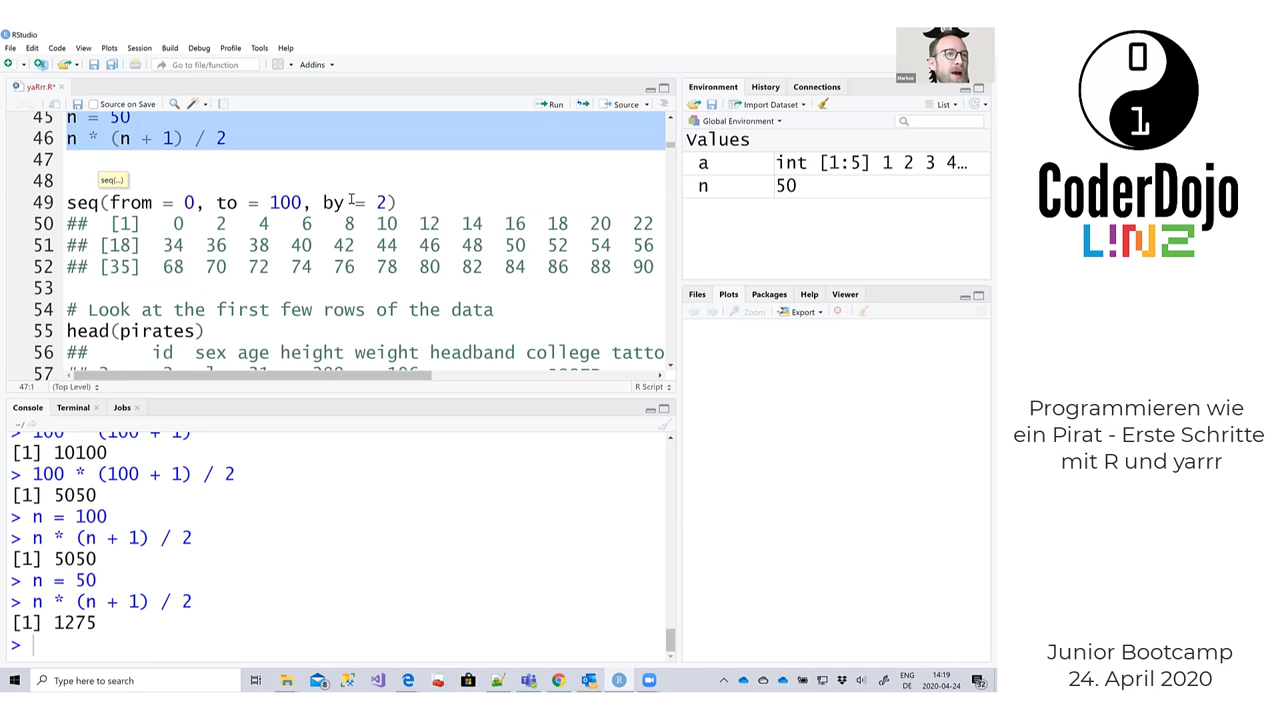 RStudio
File Edit Code View Plots Session Build Debug Profile Tools Help
Go to file/function Addins
yaRrr.R*
Source on Save Run Source
45 n = 50
46 n * (n + 1) / 2
47
48
seq(...)
49 seq(from = 0, to = 100, by = 2)
50 ## [1] 0 2 4 6 8 10 12 14 16 18 20 22
51 ## [18] 34 36 38 40 42 44 46 48 50 52 54 56
52 ## [35] 68 70 72 74 76 78 80 82 84 86 88 90
53
54 # Look at the first few rows of the data
55 head(pirates)
56 ## id sex age height weight headband college tatto
57
47:1 (Top Level) R Script
Console Terminal Jobs
~/
> 100 * (100 + 1)
[1] 10100
> 100 * (100 + 1) / 2
[1] 5050
> n = 100
> n * (n + 1) / 2
[1] 5050
> n = 50
> n * (n + 1) / 2
[1] 1275
>
Markus
Environment History Connections
Import Dataset List
Global Environment
Values
a int [1:5] 1 2 3 4…
n 50
Files Plots Packages Help Viewer
Zoom Export
Type here to search
8
ENG
DE
14:19
2020-04-24
32
0
1
CoderDojo
L!NZ
Programmieren wie
ein Pirat - Erste Schritte
mit R und yarrr
Junior Bootcamp
24. April 2020